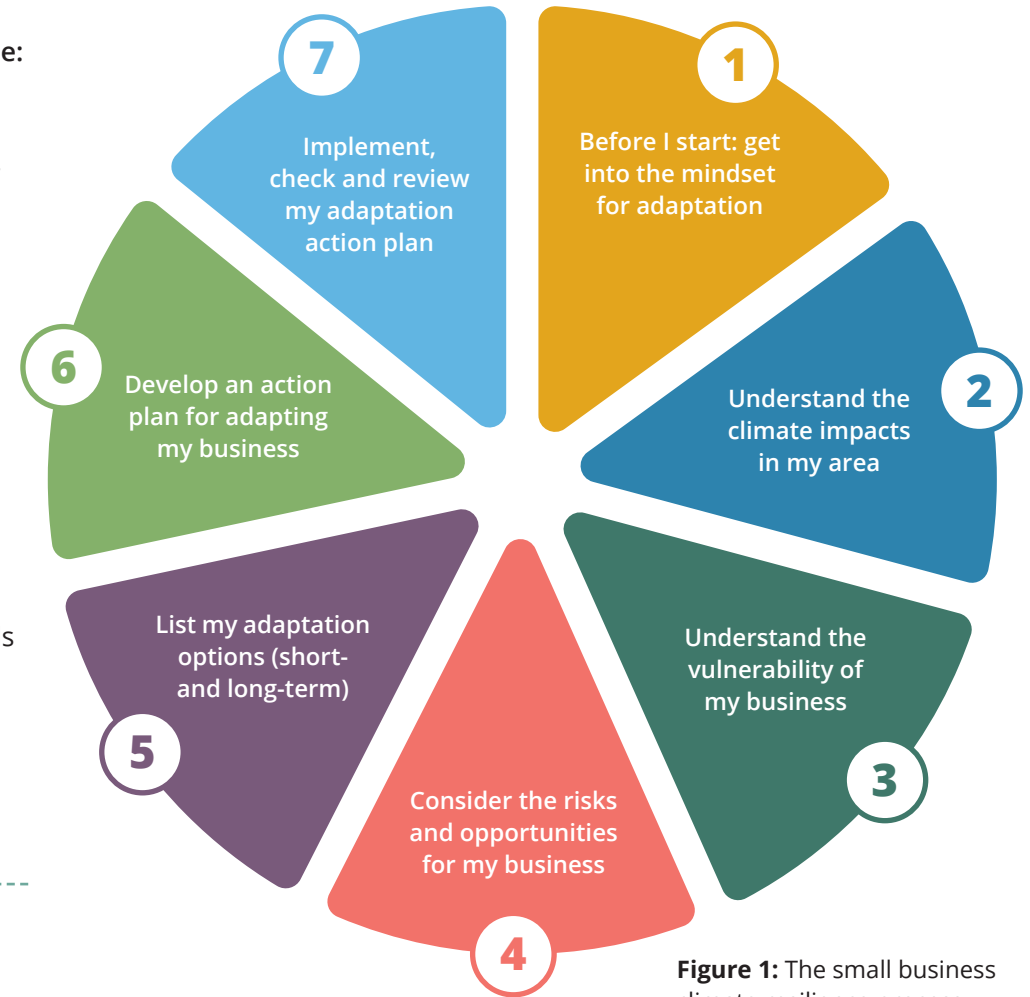 e:
s
1
Before I start: get
into the mindset
for adaptation
2
Understand the
climate impacts
in my area
3
Understand the
vulnerability of
my business
4
Consider the risks
and opportunities
for my business
5
List my adaptation
options (short-
and long-term)
6
Develop an action
plan for adapting
my business
7
Implement,
check and review
my adaptation
action plan
Figure 1: The small business